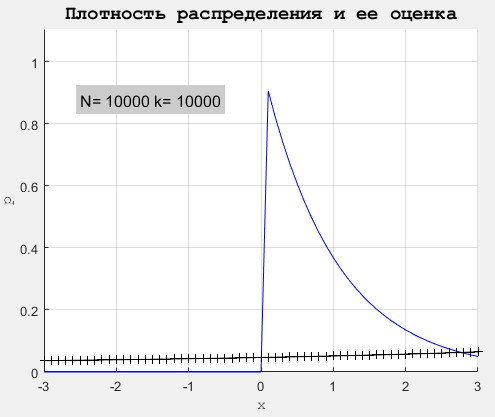 Плотность распределения и ее оценка
N= 10000 k= 10000
p
1
0.8
0.6
0.4
0.2
0
-3 -2 -1 0 1 2 3
x